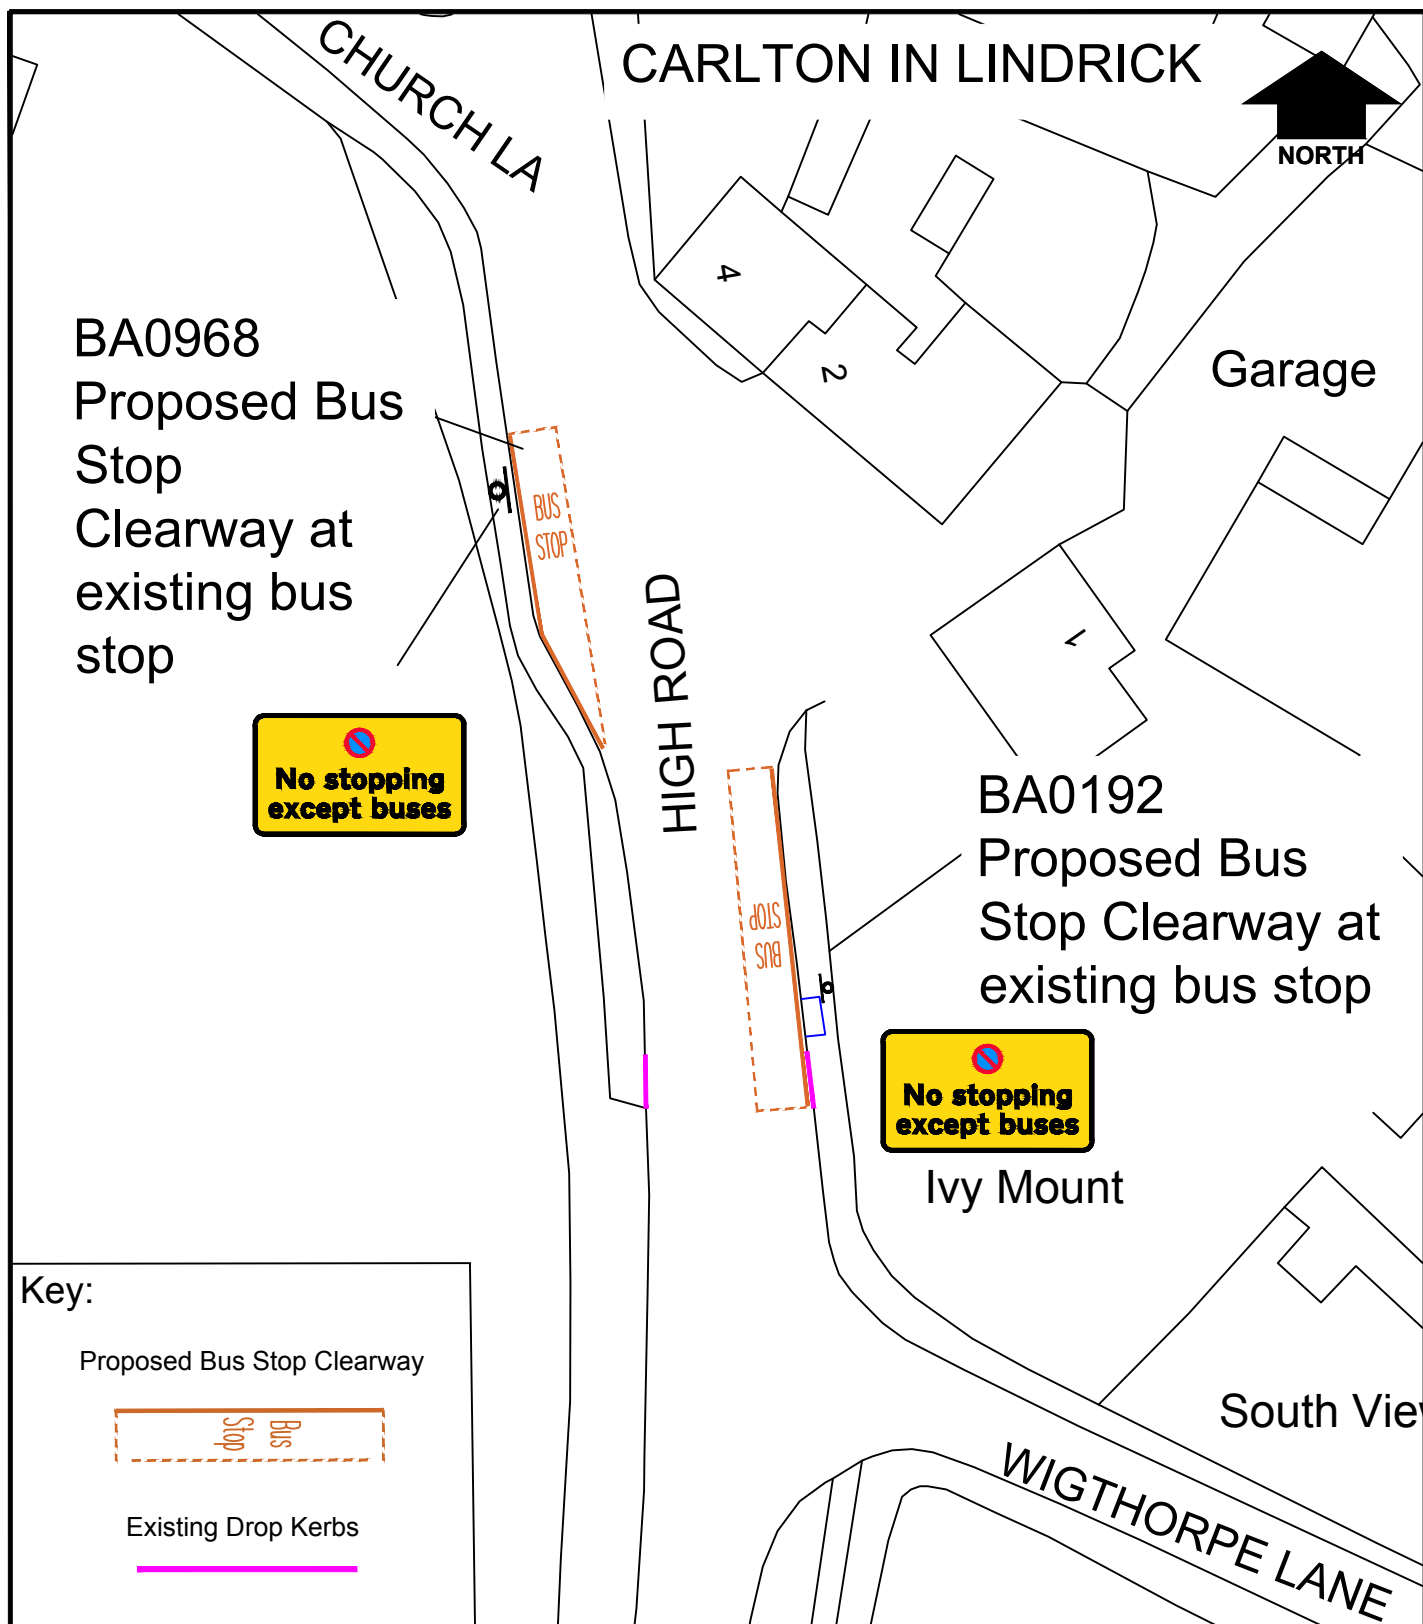 CARLTON IN LINDRICK
CHURCH LA
NORTH
4
2
Garage
BA0968
Proposed Bus
Stop
Clearway at
existing bus
stop
BUS
STOP
HIGH ROAD
1
No stopping
except buses
BA0192
Proposed Bus
Stop Clearway at
existing bus stop
BUS
STOP
No stopping
except buses
Ivy Mount
Key:
Proposed Bus Stop Clearway
Bus
Stop
Existing Drop Kerbs
South Vie
WIGTHORPE LANE